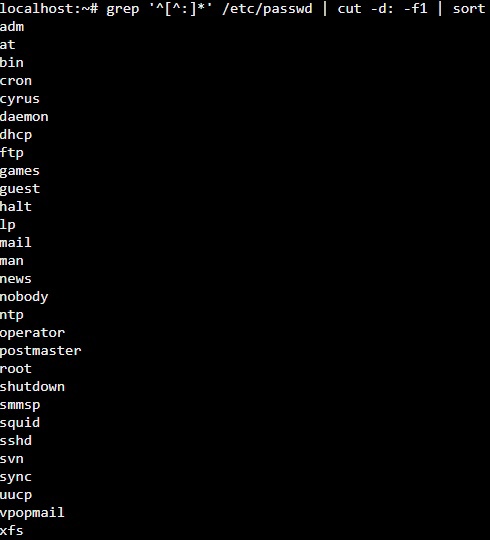 localhost:~# grep '^[^:]*' /etc/passwd | cut -d: -f1 | sort
adm
at
bin
cron
cyrus
daemon
dhcp
ftp
games
guest
halt
lp
mail
man
news
nobody
ntp
operator
postmaster
root
shutdown
smmsp
squid
sshd
svn
sync
uucp
vpopmail
xfs